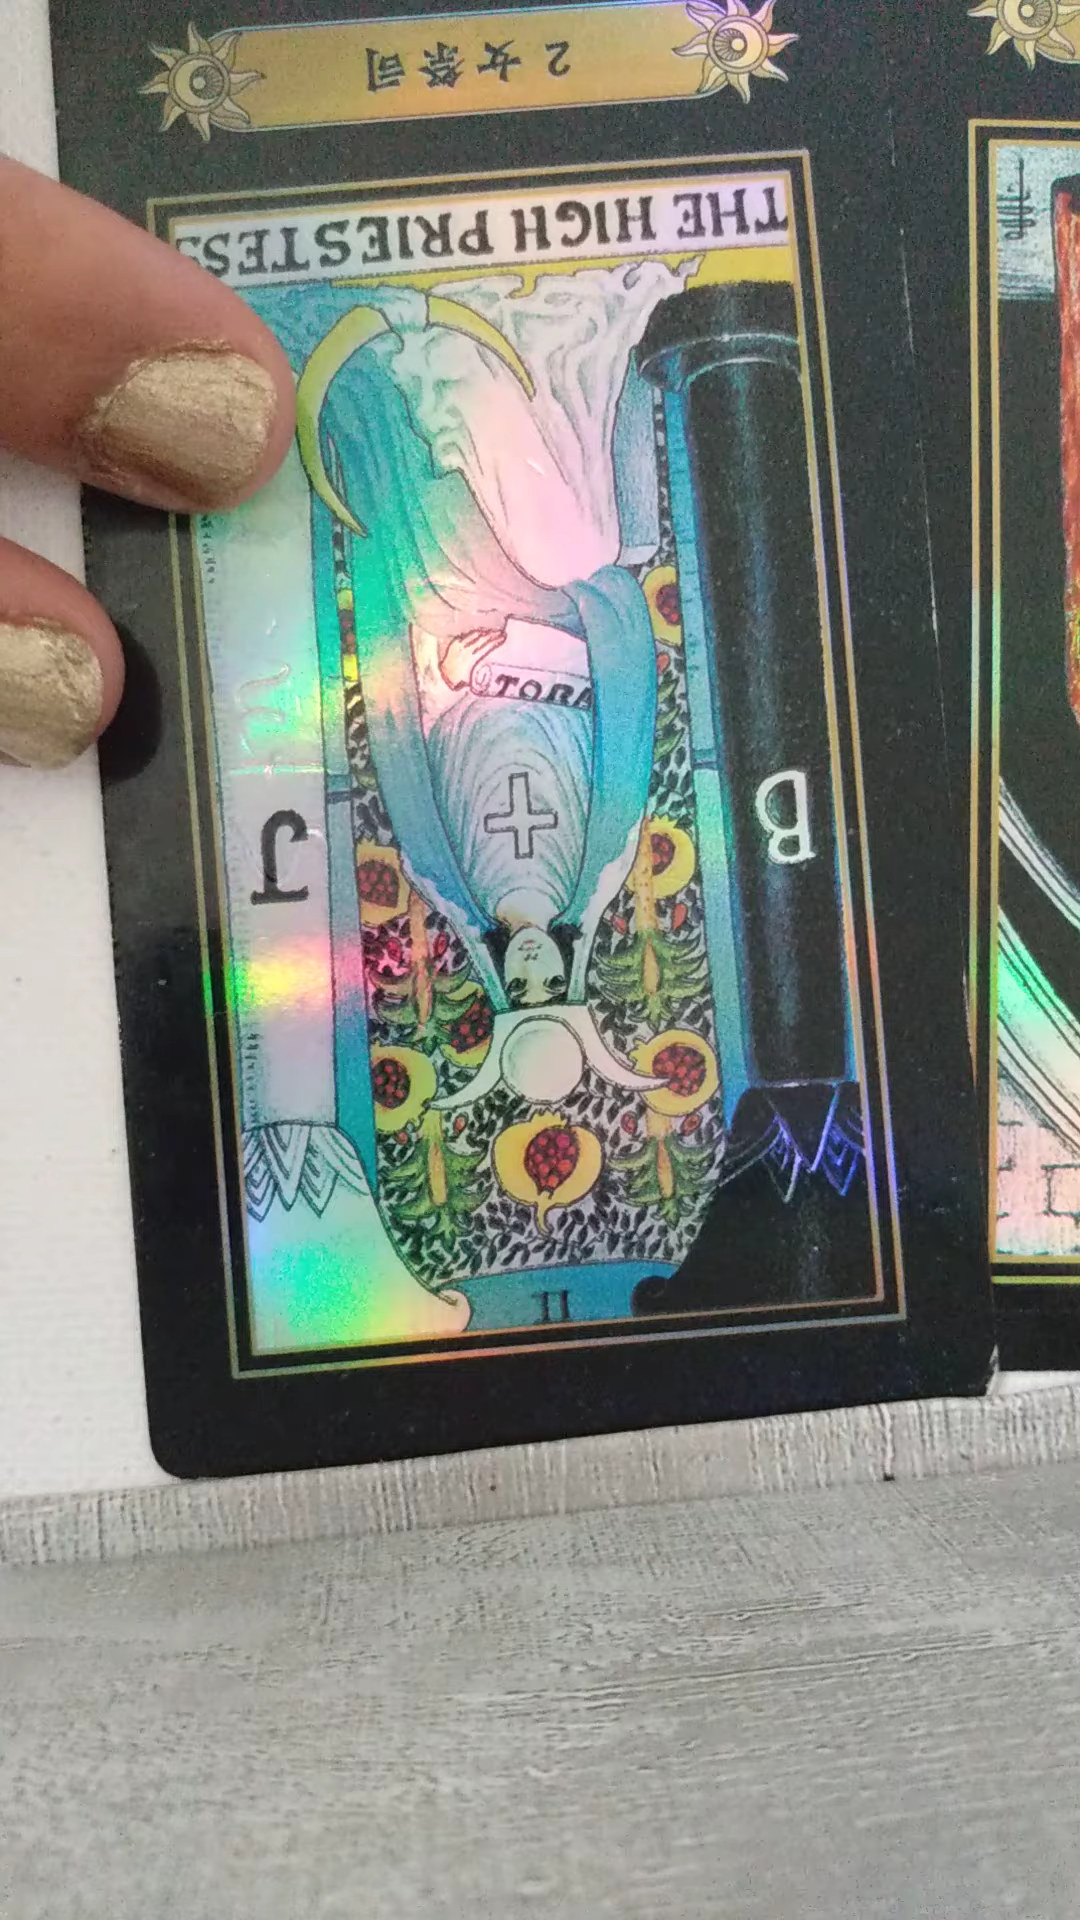 II
B J
TORA
THE HIGH PRIESTESS
2 女祭司